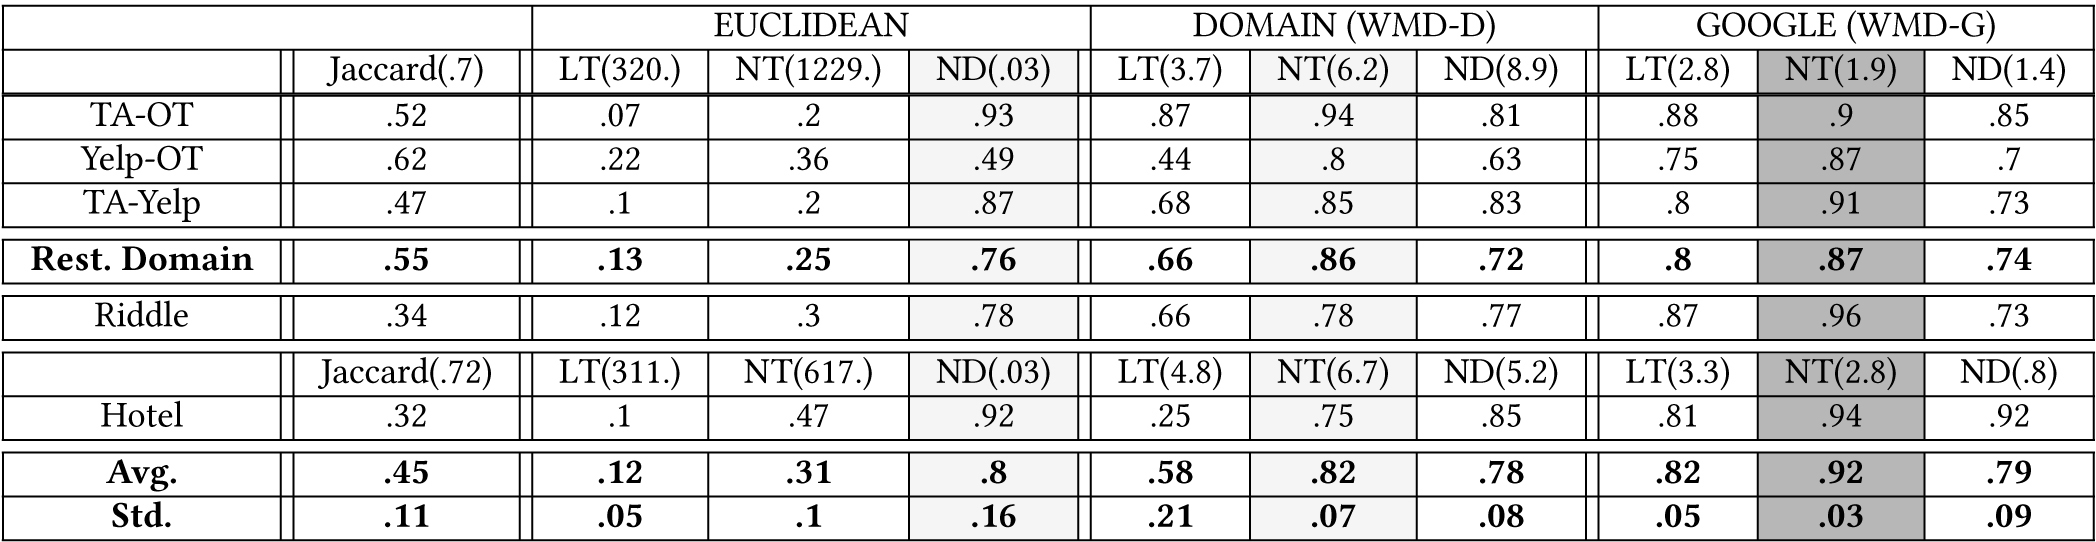 EUCLIDEAN DOMAIN (WMD-D) GOOGLE (WMD-G)
Jaccard(.7) LT(320.) NT(1229.) ND(.03) LT(3.7) NT(6.2) ND(8.9) LT(2.8) NT(1.9) ND(1.4)
TA-OT .52 .07 .2 .93 .87 .94 .81 .88 .9 .85
Yelp-OT .62 .22 .36 .49 .44 .8 .63 .75 .87 .7
TA-Yelp .47 .1 .2 .87 .68 .85 .83 .8 .91 .73
Rest. Domain .55 .13 .25 .76 .66 .86 .72 .8 .87 .74
Riddle .34 .12 .3 .78 .66 .78 .77 .87 .96 .73
Jaccard(.72) LT(311.) NT(617.) ND(.03) LT(4.8) NT(6.7) ND(5.2) LT(3.3) NT(2.8) ND(.8)
Hotel .32 .1 .47 .92 .25 .75 .85 .81 .94 .92
Avg. .45 .12 .31 .8 .58 .82 .78 .82 .92 .79
Std. .11 .05 .1 .16 .21 .07 .08 .05 .03 .09